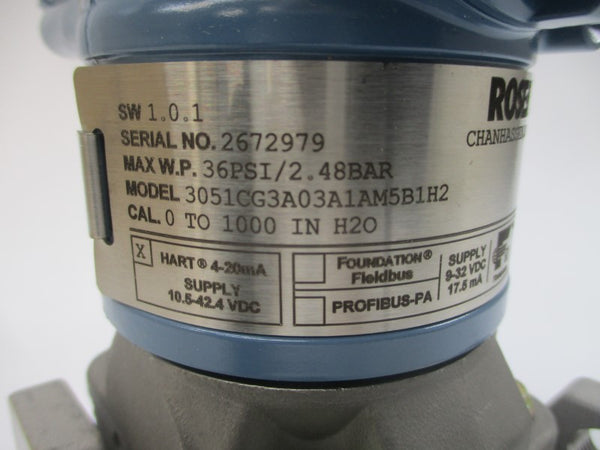 SW 1.0.1
SERIAL NO. 2672979
MAX W.P. 36PSI/2.48BAR
MODEL 3051CG3A03A1AM5B1H2
CAL. 0 TO 1000 IN H2O
X HART® 4-20mA
SUPPLY
10.5-42.4 VDC
FOUNDATION®
Fieldbus
PROFIBUS-PA
SUPPLY
9-32 VDC
17.5 mA
ROSE